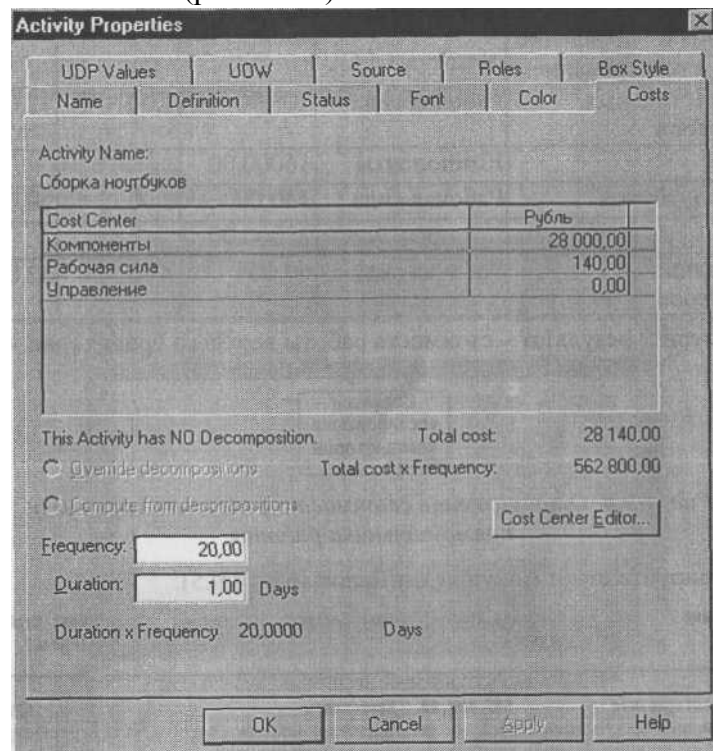 Activity Properties
UDP Values UOW Source Roles Box Style
Name Definition Status Font Color Costs
Activity Name:
Сборка ноутбуков
Cost Center Рубль
Компоненты 28 000,00
Рабочая сила 140,00
Управление 0,00
This Activity has NO Decomposition. Total cost: 28 140,00
Override decompositions Total cost x Frequency: 562 800,00
Compute from decompositions
Cost Center Editor...
Frequency: 20,00
Duration: 1,00 Days
Duration x Frequency 20,0000 Days
OK Cancel Apply Help